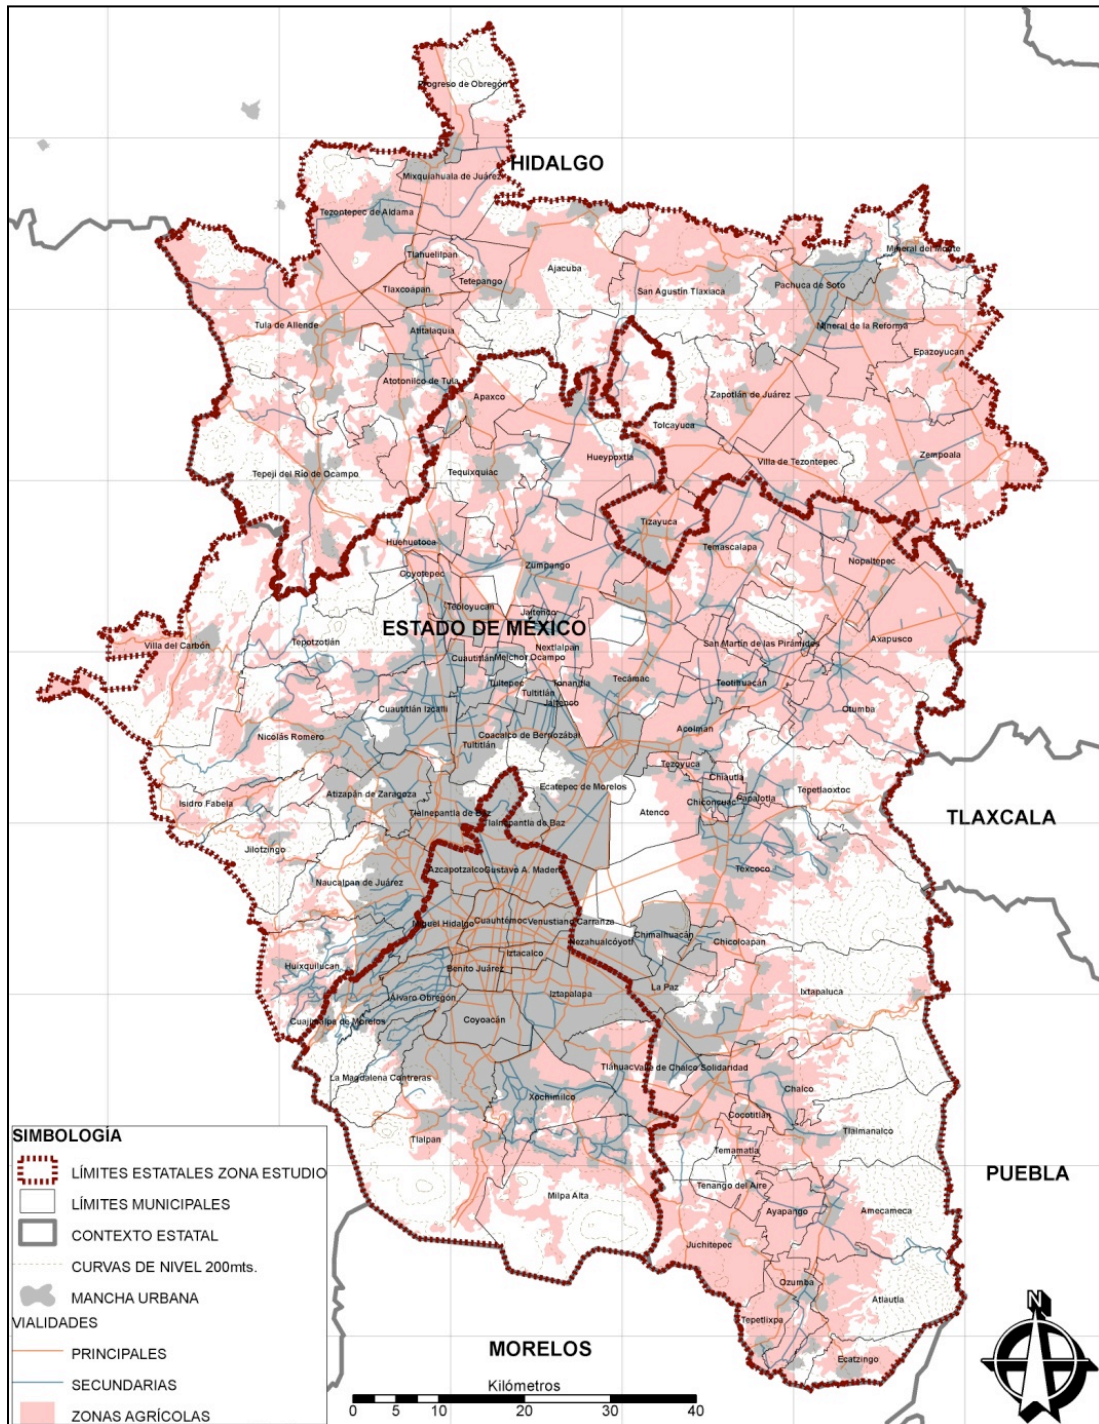 Progreso de Obregón
HIDALGO
Mixquiahuala de Juárez
Tezontepec de Aldama
Mineral del Monte
Tlahuelilpan
Ajacuba
Tetepango
Tlaxcoapan
San Agustín Tlaxiaca
Pachuca de Soto
Tula de Allende
Atitalaquia
Mineral de la Reforma
Epazoyucan
Atotonilco de Tula
Apaxco
Zapotlán de Juárez
Tolcayuca
Hueypoxtla
Villa de Tezontepec
Zempoala
Tepeji del Río de Ocampo
Tequixquiac
Tizayuca
Huehuetoca
Temascalapa
Nopaltepec
Zumpango
Coyotepec
Teoloyucan
Jaltenco
ESTADO DE MÉXICO
Villa del Carbón
Tepotzotlán
Nextlalpan
San Martín de las Pirámides
Axapusco
Cuautitlán
Melchor Ocampo
Tultepec
Tonanitla
Tecámac
Teotihuacán
Tultitlán
Jaltenco
Cuautitlán Izcalli
Otumba
Nicolás Romero
Coacalco de Berriozábal
Acolman
Tultitlán
Tezoyuca
Chiautla
Atizapán de Zaragoza
Ecatepec de Morelos
Tepetlaoxtoc
Isidro Fabela
Chiconcuac
Papalotla
Tlalnepantla de Baz
Atenco
Tlalnepantla de Baz
TLAXCALA
Jilotzingo
Azcapotzalco
Gustavo A. Madero
Texcoco
Naucalpan de Juárez
Miguel Hidalgo
Cuauhtémoc
Venustiano Carranza
Chimalhuacán
Nezahualcóyotl
Chicoloapan
Iztacalco
Huixquilucan
Benito Juárez
La Paz
Ixtapaluca
Álvaro Obregón
Iztapalapa
Cuajimalpa de Morelos
Coyoacán
Tláhuac
Valle de Chalco Solidaridad
La Magdalena Contreras
Chalco
Xochimilco
Cocotitlán
Tlalpan
Tlalmanalco
Temamatla
PUEBLA
Tenango del Aire
Milpa Alta
Ayapango
Amecameca
Juchitepec
Ozumba
Atlautla
Tepetlixpa
MORELOS
Ecatzingo
SIMBOLOGÍA
LÍMITES ESTATALES ZONA ESTUDIO
LÍMITES MUNICIPALES
CONTEXTO ESTATAL
CURVAS DE NIVEL 200mts.
MANCHA URBANA
VIALIDADES
PRINCIPALES
SECUNDARIAS
ZONAS AGRÍCOLAS
Kilómetros
0 5 10 20 30 40
N